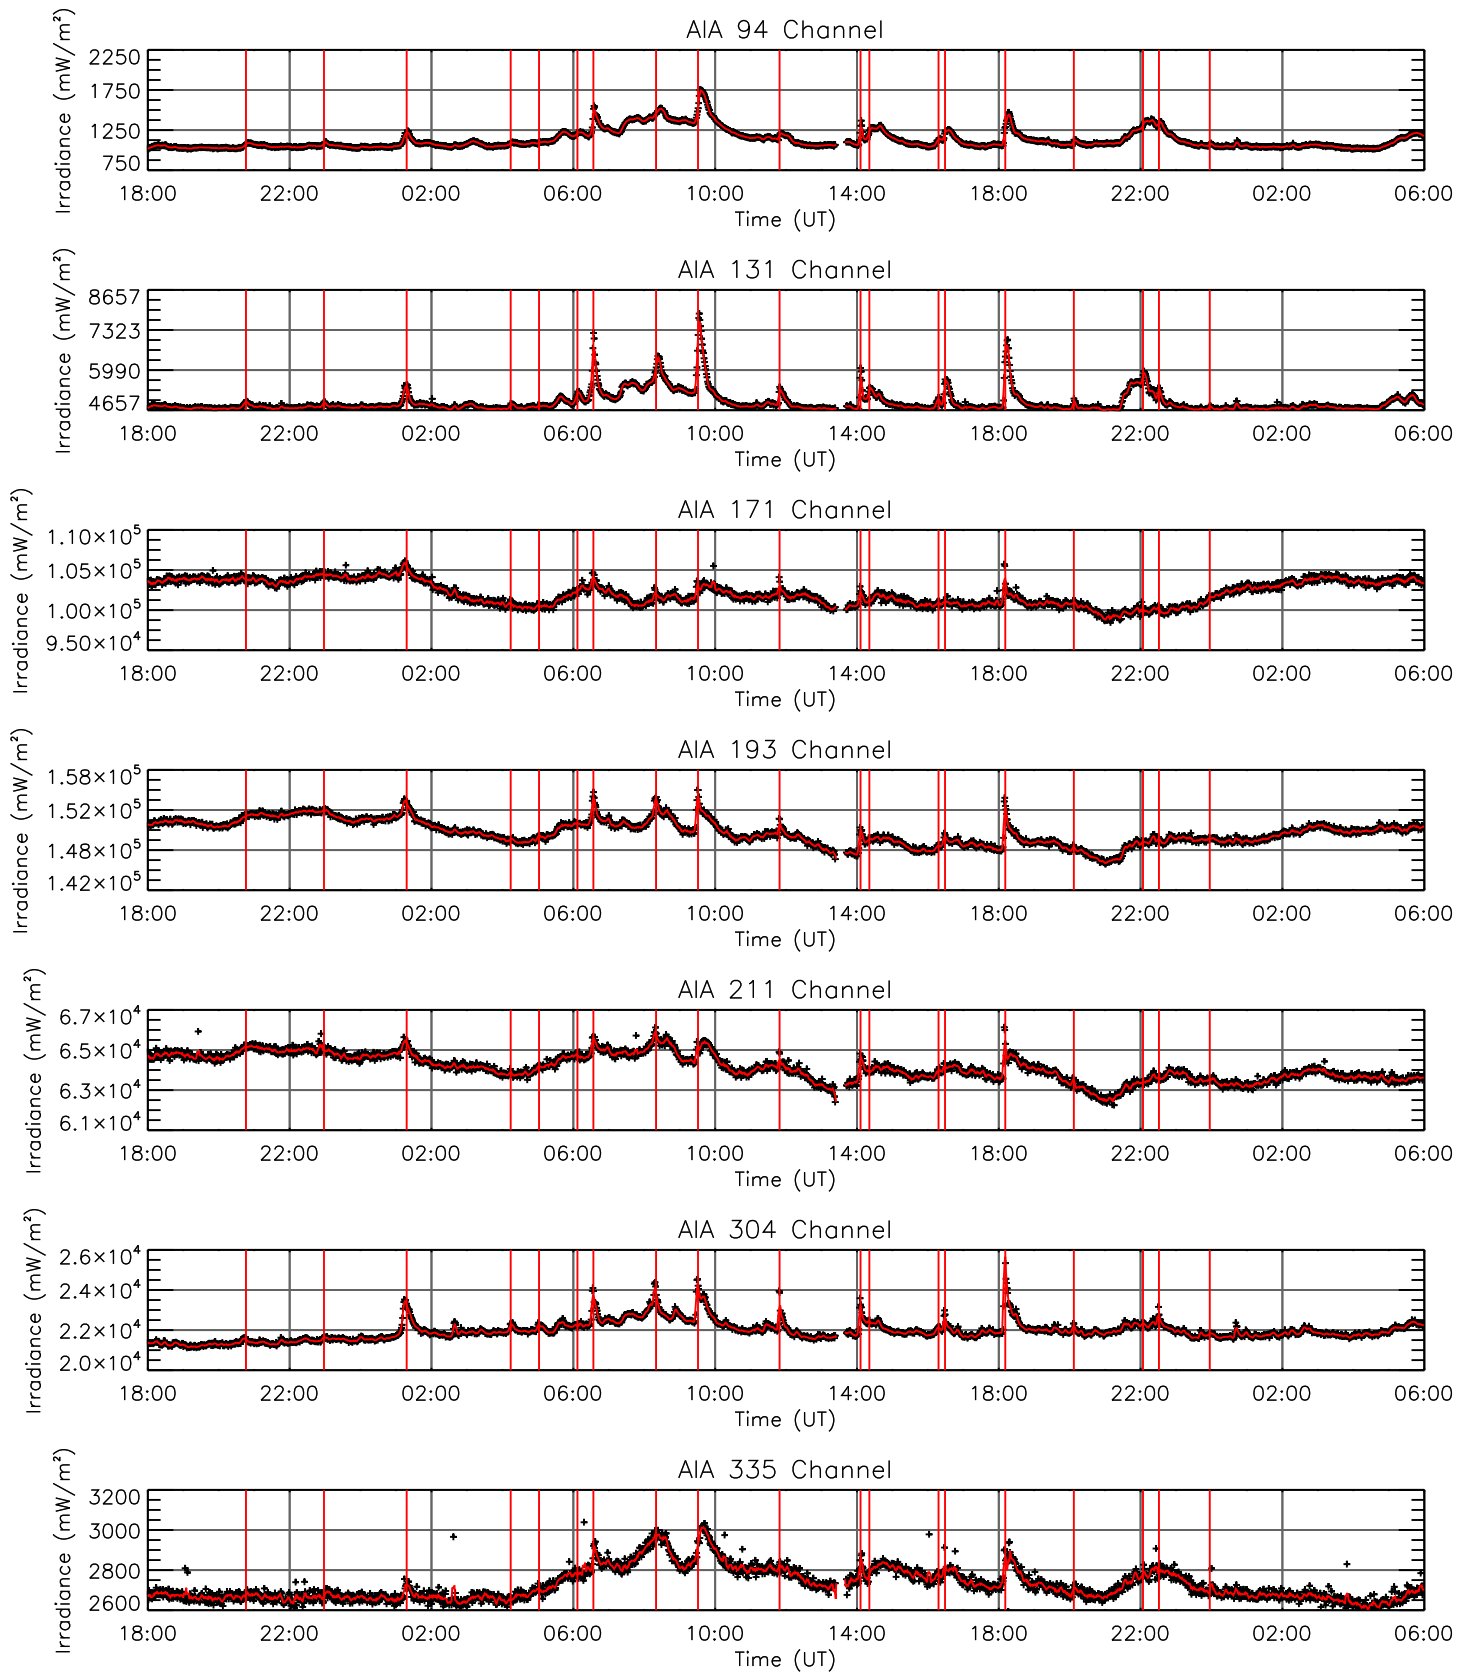 AIA 94 Channel
Irradiance (mW/m²)
2250
1750
1250
750
18:00 22:00 02:00 06:00 10:00 14:00 18:00 22:00 02:00 06:00
Time (UT)
AIA 131 Channel
Irradiance (mW/m²)
8657
7323
5990
4657
18:00 22:00 02:00 06:00 10:00 14:00 18:00 22:00 02:00 06:00
Time (UT)
AIA 171 Channel
Irradiance (mW/m²)
1.10×10⁵
1.05×10⁵
1.00×10⁵
9.50×10⁴
18:00 22:00 02:00 06:00 10:00 14:00 18:00 22:00 02:00 06:00
Time (UT)
AIA 193 Channel
Irradiance (mW/m²)
1.58×10⁵
1.52×10⁵
1.48×10⁵
1.42×10⁵
18:00 22:00 02:00 06:00 10:00 14:00 18:00 22:00 02:00 06:00
Time (UT)
AIA 211 Channel
Irradiance (mW/m²)
6.7×10⁴
6.5×10⁴
6.3×10⁴
6.1×10⁴
18:00 22:00 02:00 06:00 10:00 14:00 18:00 22:00 02:00 06:00
Time (UT)
AIA 304 Channel
Irradiance (mW/m²)
2.6×10⁴
2.4×10⁴
2.2×10⁴
2.0×10⁴
18:00 22:00 02:00 06:00 10:00 14:00 18:00 22:00 02:00 06:00
Time (UT)
AIA 335 Channel
Irradiance (mW/m²)
3200
3000
2800
2600
18:00 22:00 02:00 06:00 10:00 14:00 18:00 22:00 02:00 06:00
Time (UT)